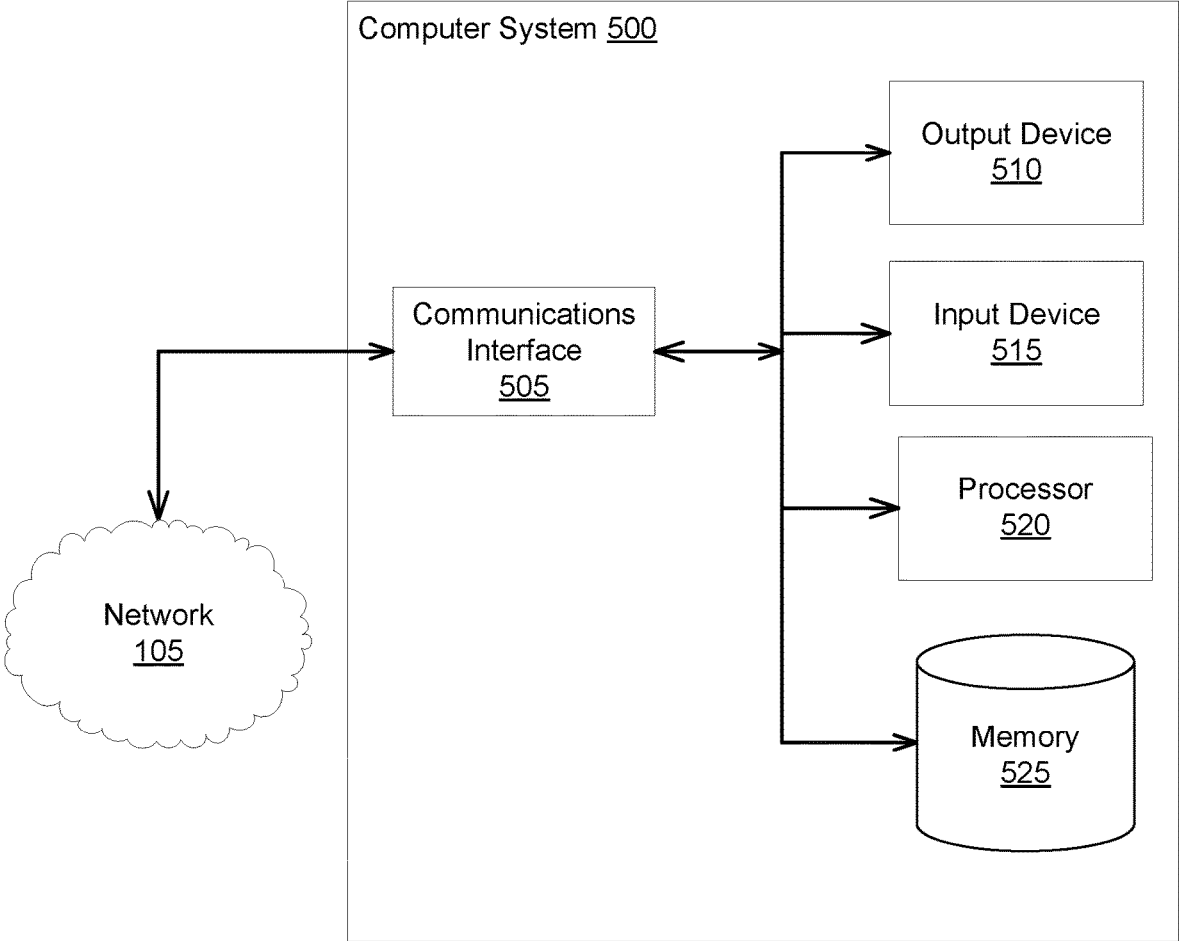 Computer System 500
Output Device
510
Communications
Interface
505
Input Device
515
Processor
520
Network
105
Memory
525